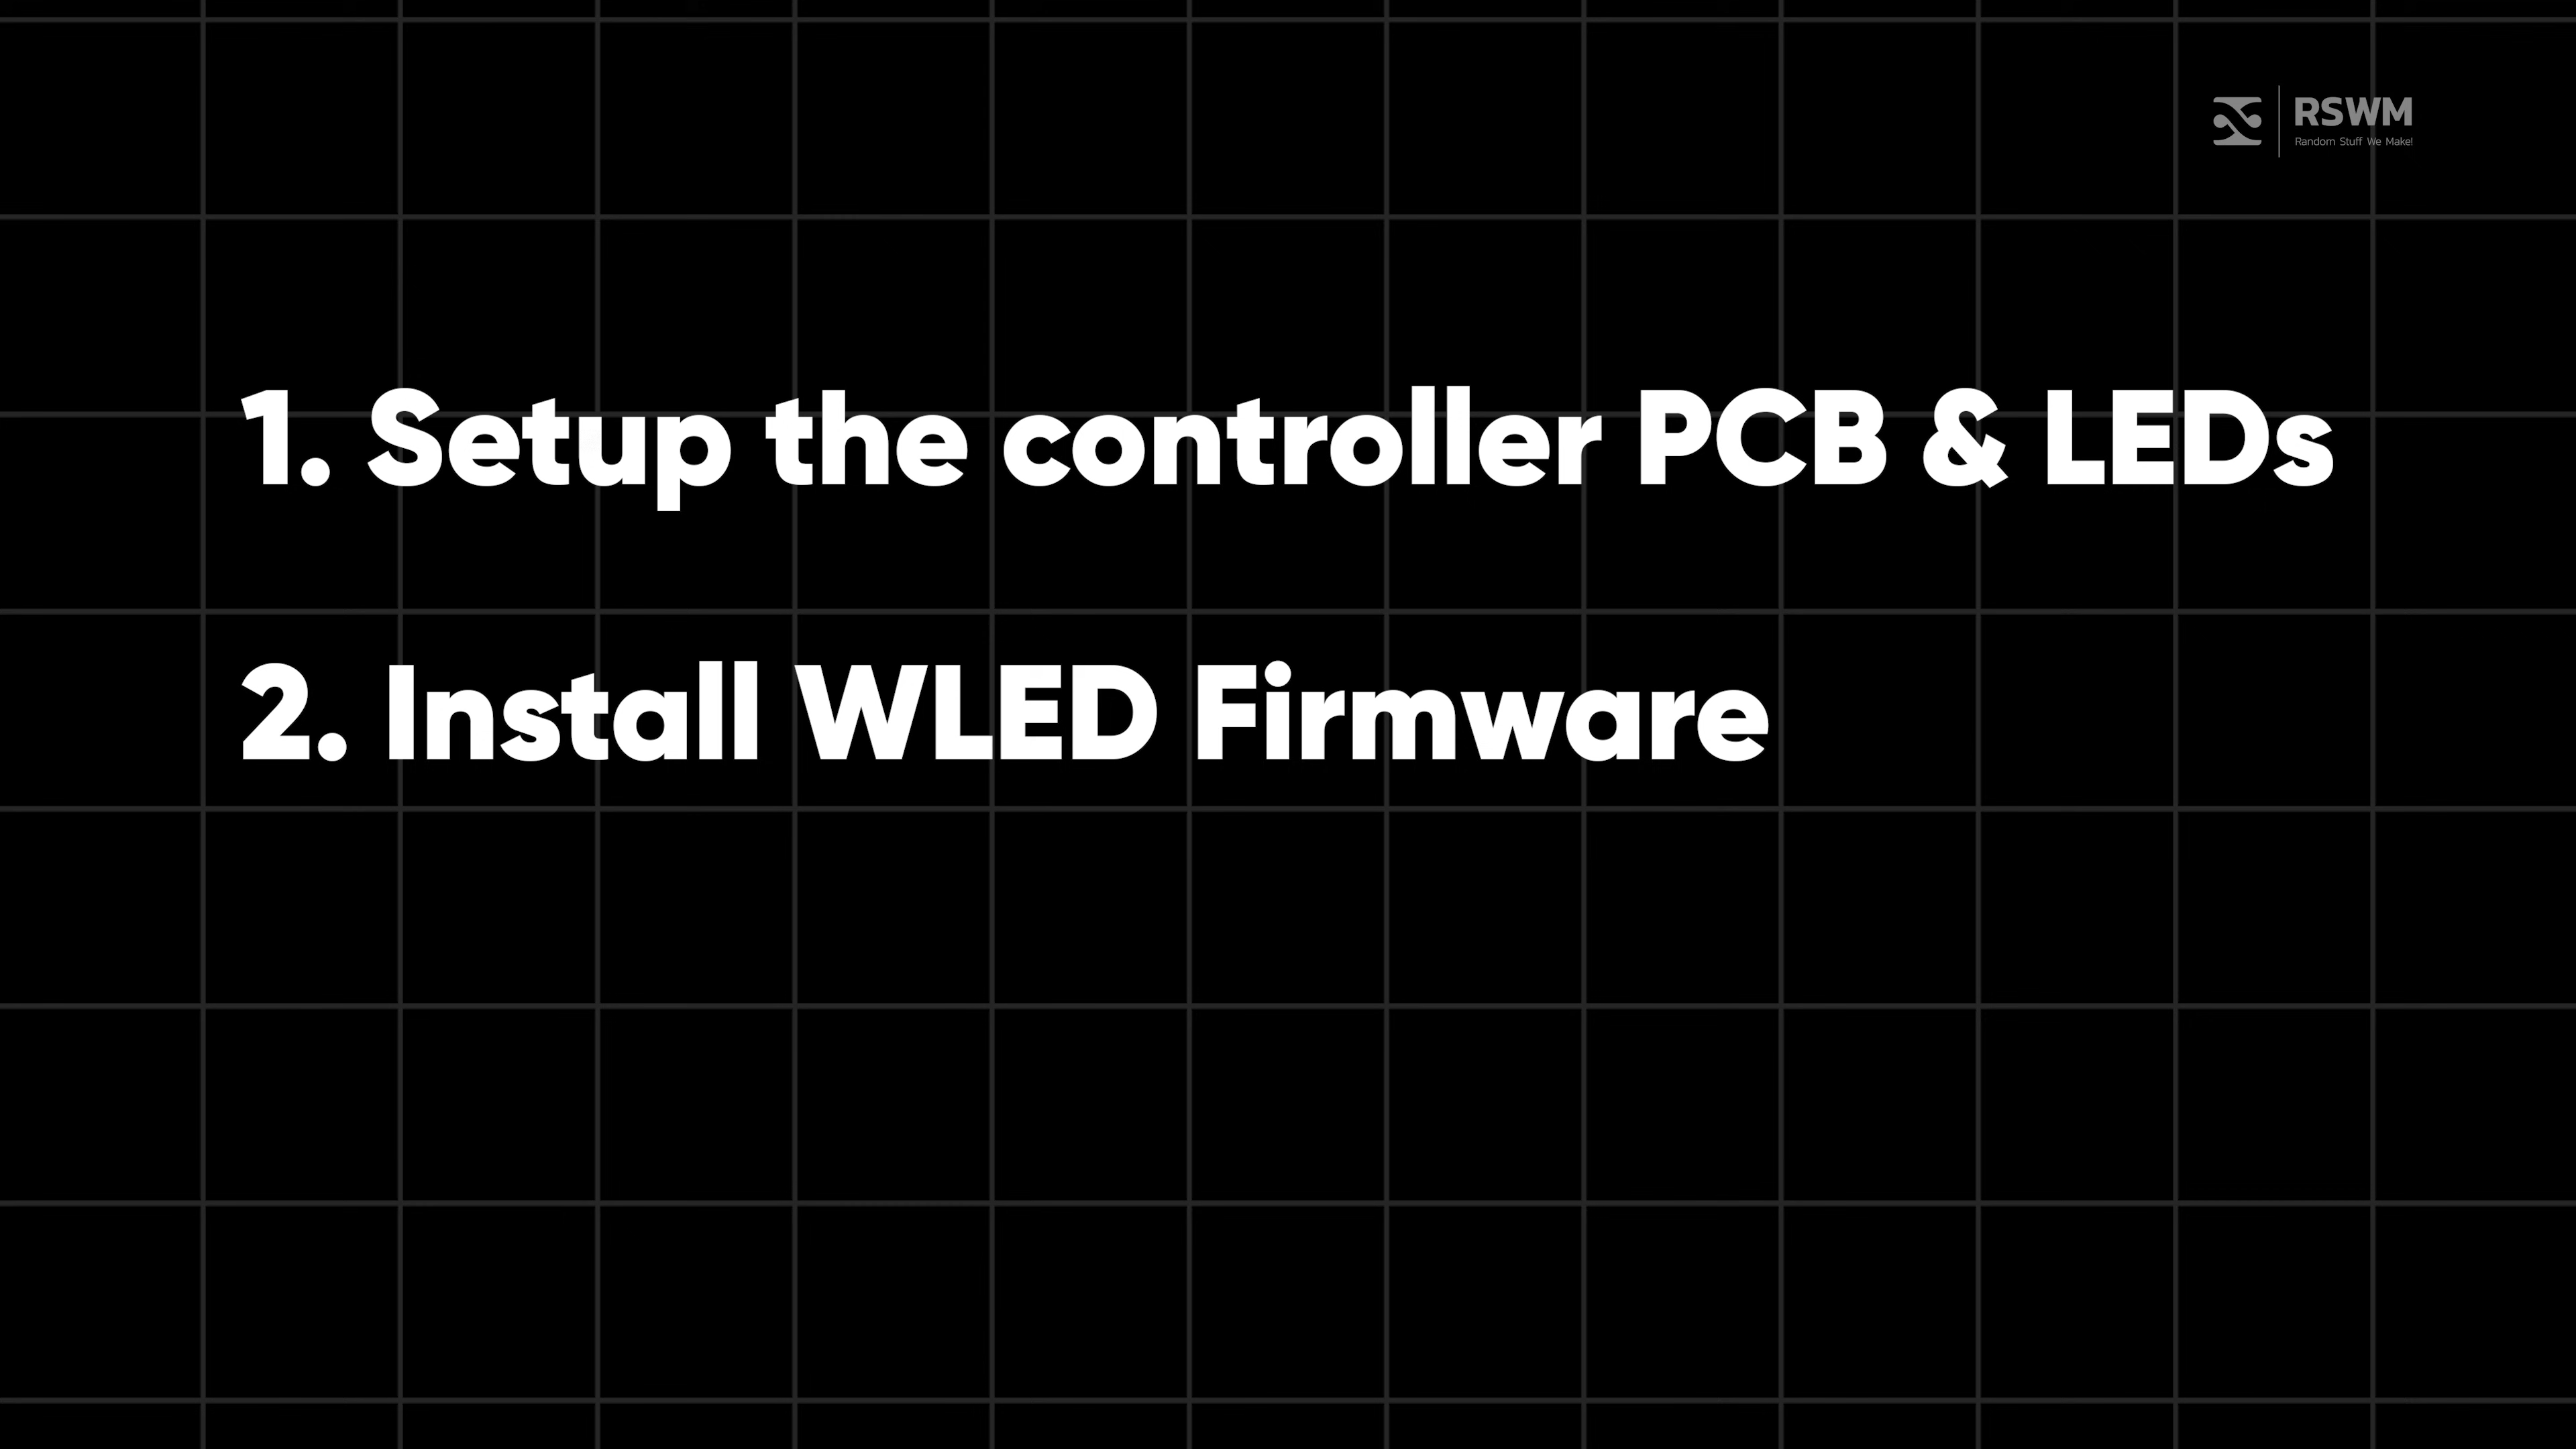 RSWM
Random Stuff We Make!
1. Setup the controller PCB & LEDs
2. Install WLED Firmware